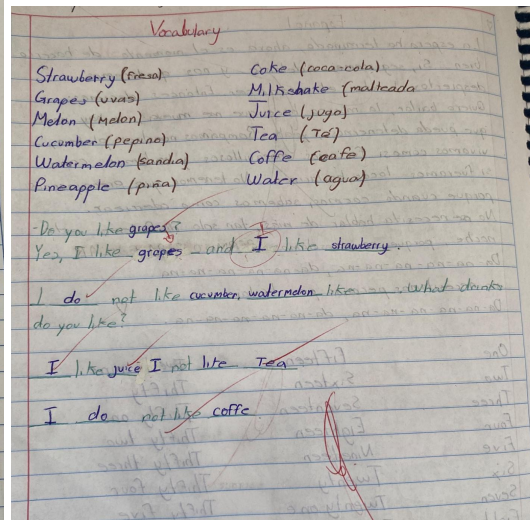 Vocabulary
Strawberry (fresa)
Grapes (uvas)
Melon (Melon)
Cucumber (pepino)
Watermelon (sandia)
Pineapple (piña)
Coke (coca-cola)
Milkshake (malteada
Juice (jugo)
Tea (Té)
Coffe (cafe)
Water (agua)
- Do you like grapes?
Yes, I like grapes and I like strawberry.
I do not like cucumber, watermelon like What drinks
do you like?
I like juice I not like Tea
I do not like coffe